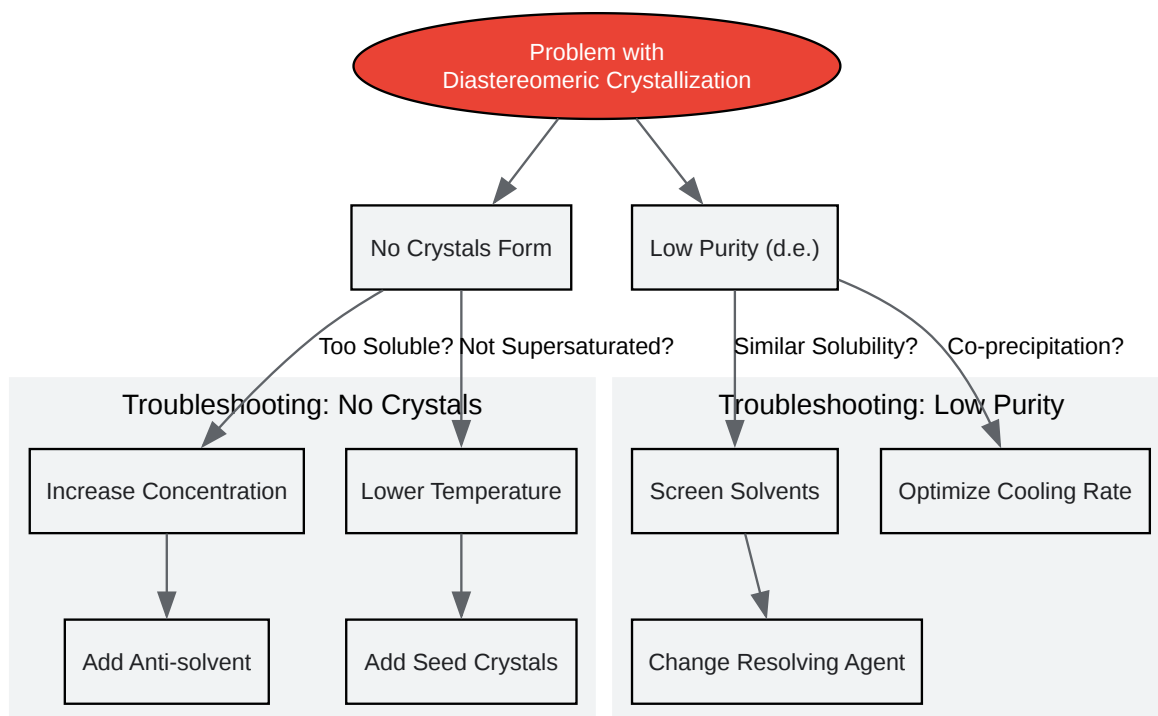 Problem with
Diastereomeric Crystallization
No Crystals Form
Low Purity (d.e.)
Too Soluble?
Not Supersaturated?
Similar Solubility?
Co-precipitation?
Troubleshooting: No Crystals
Troubleshooting: Low Purity
Increase Concentration
Lower Temperature
Screen Solvents
Optimize Cooling Rate
Add Anti-solvent
Add Seed Crystals
Change Resolving Agent